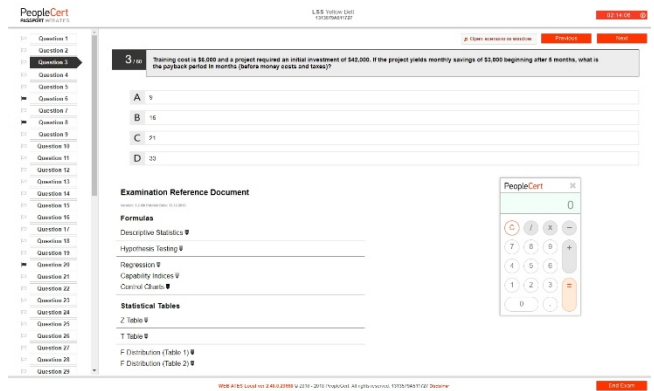 PeopleCert
PASSPORT
LSS Yellow Belt
02:14:06
Open scenario in window
Previous
Next
Question 1
Question 2
Question 3
Question 4
Question 5
Question 6
Question 7
Question 8
Question 9
Question 10
Question 11
Question 12
Question 13
Question 14
Question 15
Question 16
Question 17
Question 18
Question 19
Question 20
Question 21
Question 22
Question 23
Question 24
Question 25
Question 26
Question 27
Question 28
Question 29
3/60
Training cost is $6,000 and a project required an initial investment of $42,000. If the project yields monthly savings of $3,800 beginning after 8 months, what is
the payback period in months (before money costs and taxes)?
A 9
B 16
C 21
D 33
Examination Reference Document
Formulas
Descriptive Statistics
Hypothesis Testing
Regression
Capability Indices
Control Charts
Statistical Tables
Z Table
T Table
F Distribution (Table 1)
F Distribution (Table 2)
PeopleCert
0
C / x −
7 8 9 +
4 5 6
1 2 3 =
0 .
All rights reserved.
Disclaimer
End Exam